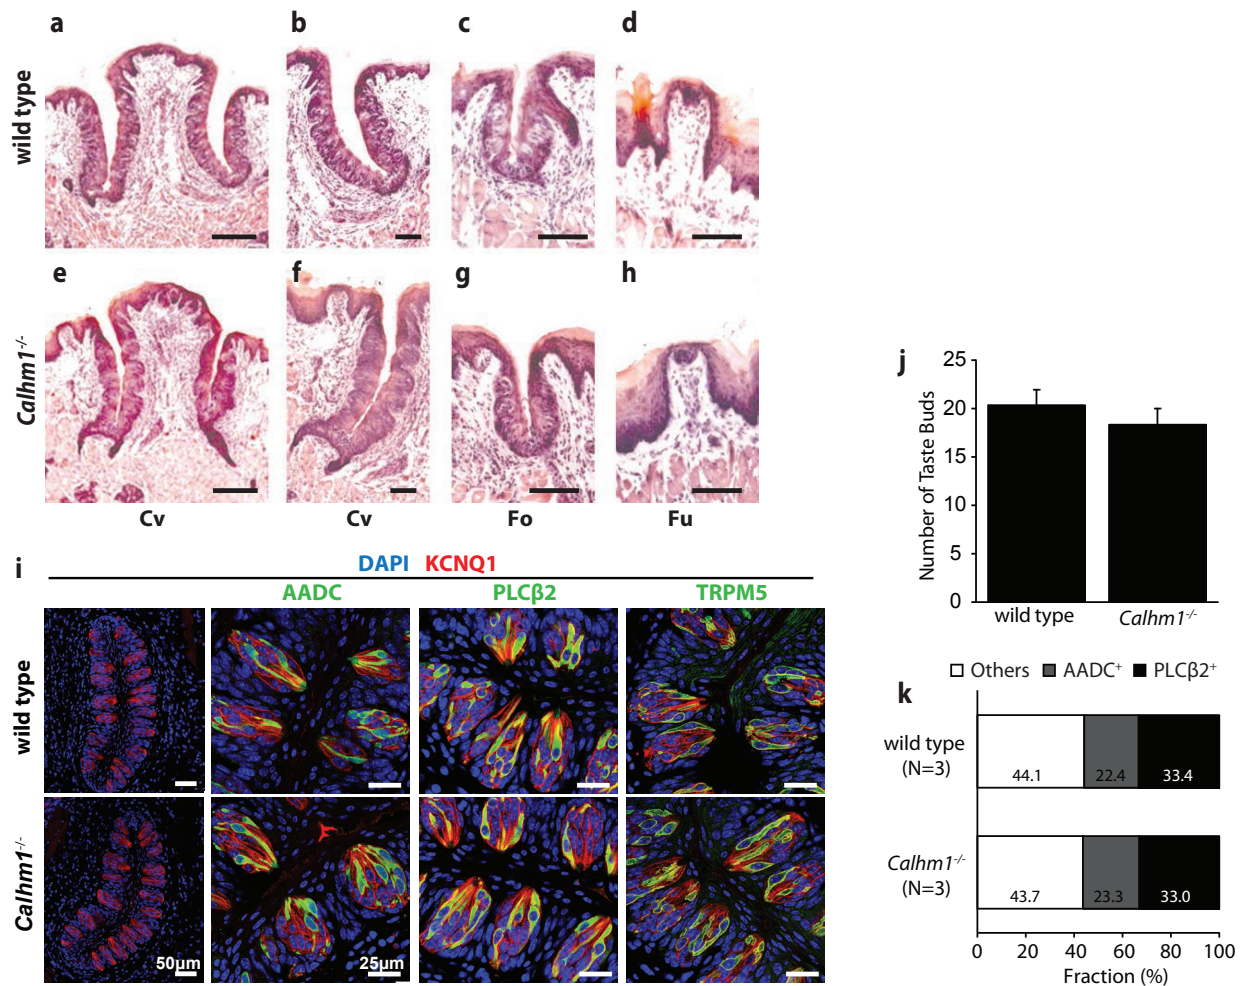 a b c d
wild type
e f g h
Calhm1-/-
Cv Cv Fo Fu
i
DAPI KCNQ1
AADC PLCβ2 TRPM5
wild type
Calhm1-/-
50µm 25µm
j
Number of Taste Buds
25
20
15
10
5
0
wild type Calhm1-/-
Others AADC+ PLCβ2+
k
wild type
(N=3)
44.1 22.4 33.4
Calhm1-/-
(N=3)
43.7 23.3 33.0
0 20 40 60 80 100
Fraction (%)